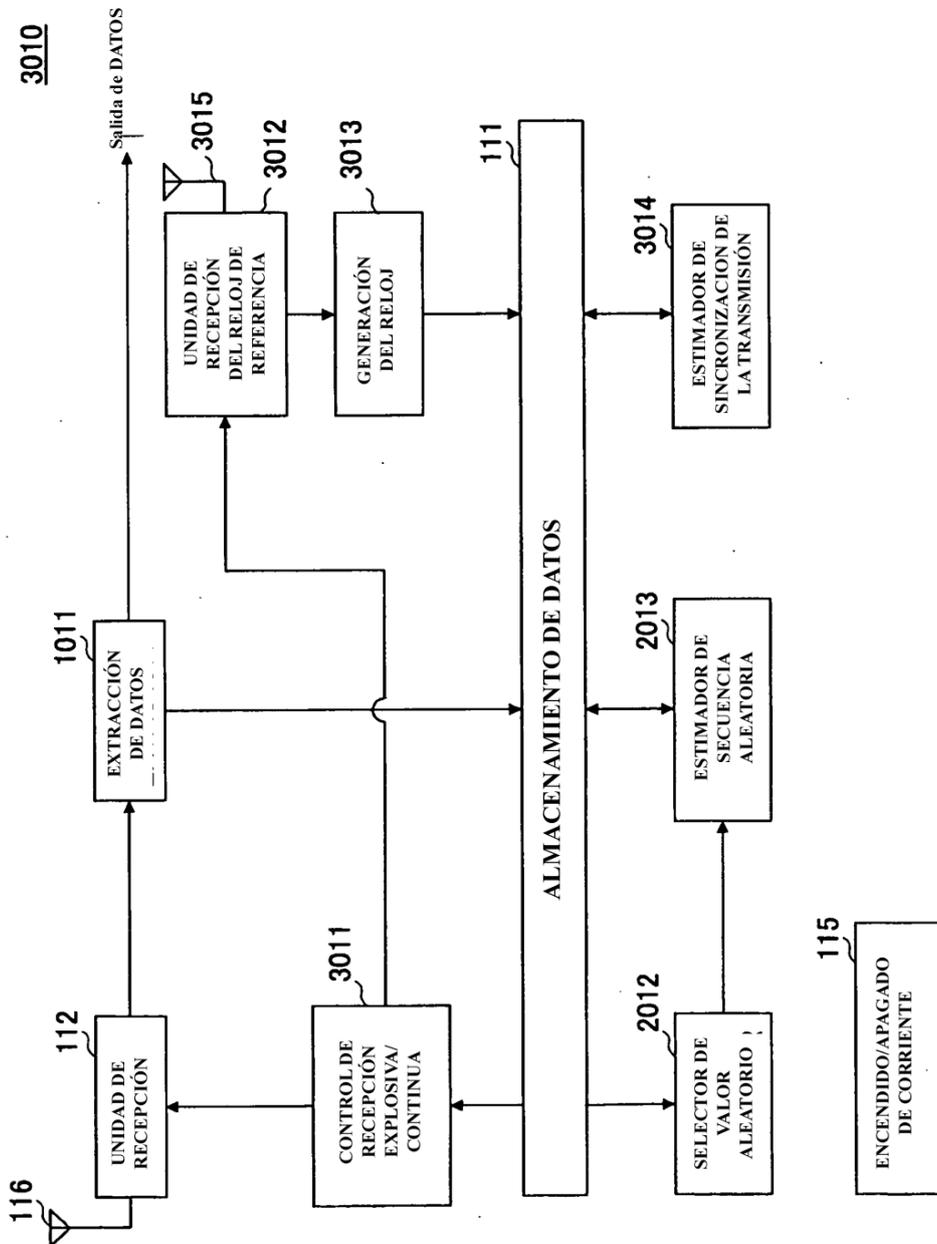 3010
Salida de DATOS
116
112
UNIDAD DE
RECEPCIÓN
1011
EXTRACCIÓN
DE DATOS
3015
3012
UNIDAD DE
RECEPCIÓN
DEL RELOJ DE
REFERENCIA
3011
CONTROL DE
RECEPCIÓN
EXPLOSIVA/
CONTINUA
3013
GENERACIÓN
DEL RELOJ
111
ALMACENAMIENTO DE DATOS
2012
SELECTOR DE
VALOR
ALEATORIO
2013
ESTIMADOR DE
SECUENCIA
ALEATORIA
3014
ESTIMADOR DE
SINCRONIZACION DE
LA TRANSMISIÓN
115
ENCENDIDO/APAGADO
DE CORRIENTE